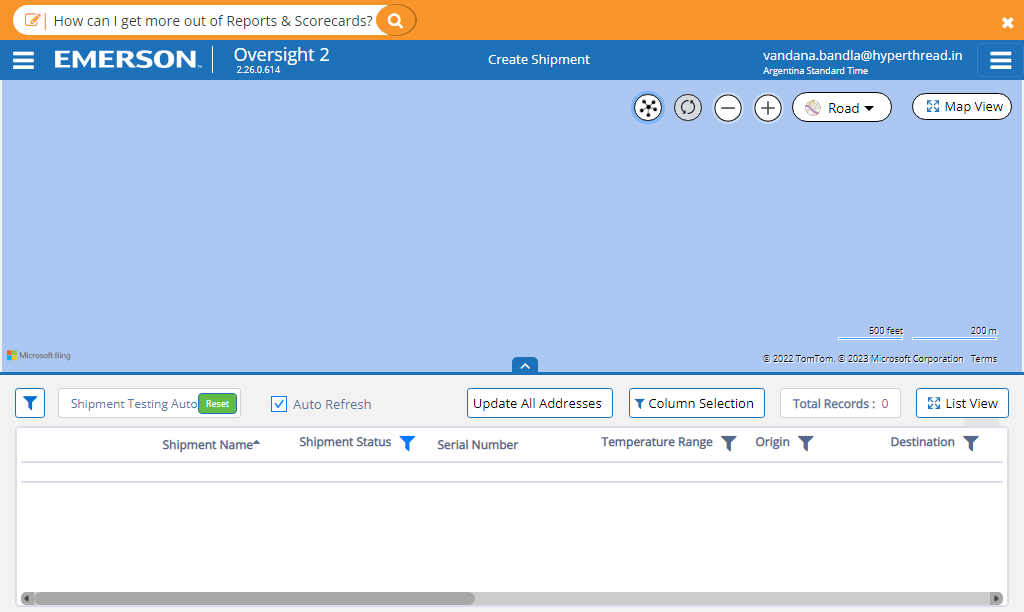 How can I get more out of Reports & Scorecards?
EMERSON
Oversight 2
2.26.0.614
Create Shipment
vandana.bandla@hyperthread.in
Argentina Standard Time
Road
Map View
500 feet
200 m
Microsoft Bing
© 2022 TomTom, © 2023 Microsoft Corporation Terms
Shipment Testing Auto
Reset
Auto Refresh
Update All Addresses
Column Selection
Total Records : 0
List View
Shipment Name
Shipment Status
Serial Number
Temperature Range
Origin
Destination